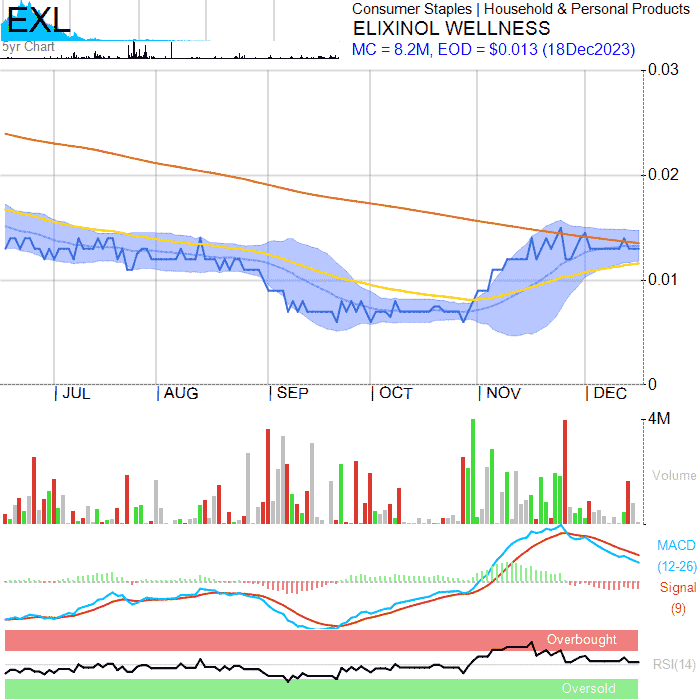 EXL
5yr Chart
Consumer Staples | Household & Personal Products
ELIXINOL WELLNESS
MC = 8.2M, EOD = $0.013 (18Dec2023)
0.03
0.02
0.01
0
| JUL | AUG | SEP | OCT | NOV | DEC
4M
Volume
MACD
(12-26)
Signal
(9)
Overbought
RSI(14)
Oversold